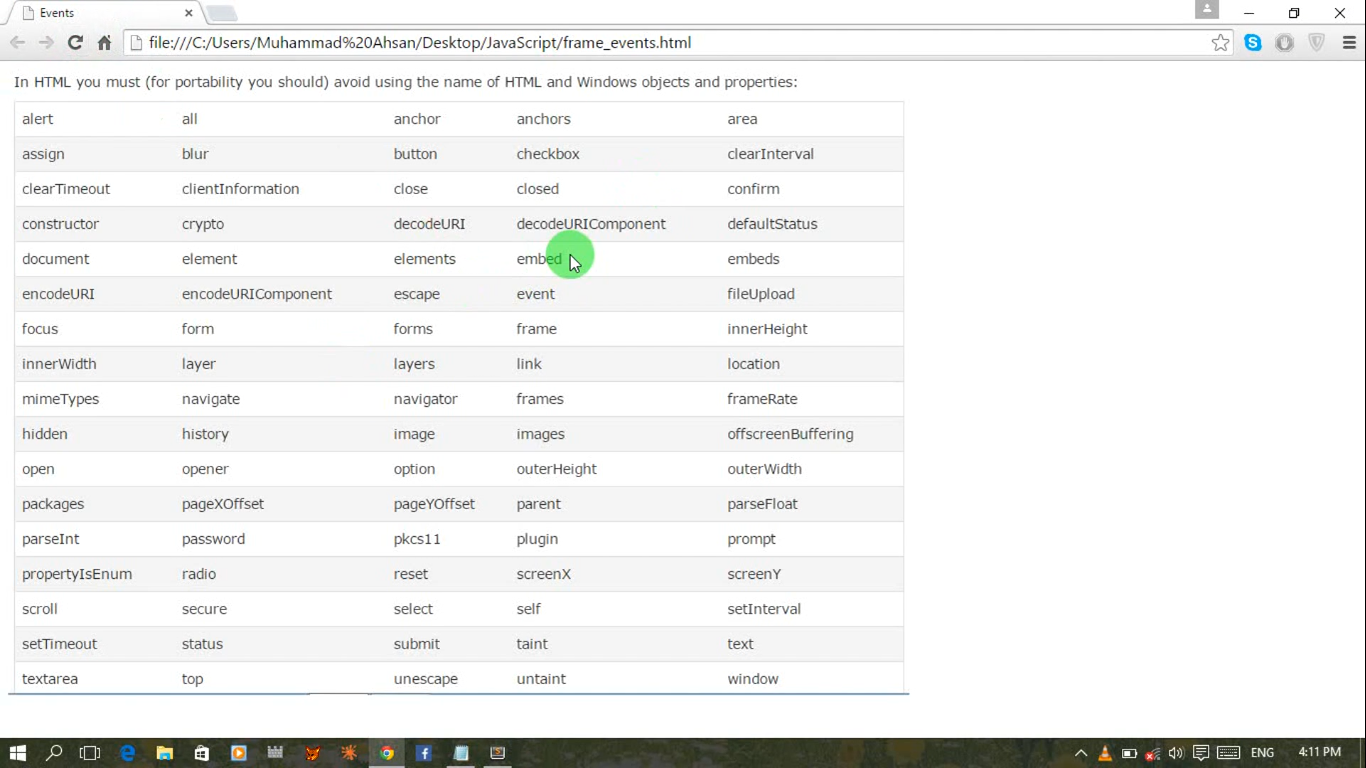 Events
file:///C:/Users/Muhammad%20Ahsan/Desktop/JavaScript/frame_events.html
In HTML you must (for portability you should) avoid using the name of HTML and Windows objects and properties:
alert all anchor anchors area
assign blur button checkbox clearInterval
clearTimeout clientInformation close closed confirm
constructor crypto decodeURI decodeURIComponent defaultStatus
document element elements embed embeds
encodeURI encodeURIComponent escape event fileUpload
focus form forms frame innerHeight
innerWidth layer layers link location
mimeTypes navigate navigator frames frameRate
hidden history image images offscreenBuffering
open opener option outerHeight outerWidth
packages pageXOffset pageYOffset parent parseFloat
parseInt password pkcs11 plugin prompt
propertyIsEnum radio reset screenX screenY
scroll secure select self setInterval
setTimeout status submit taint text
textarea top unescape untaint window
ENG 4:11 PM